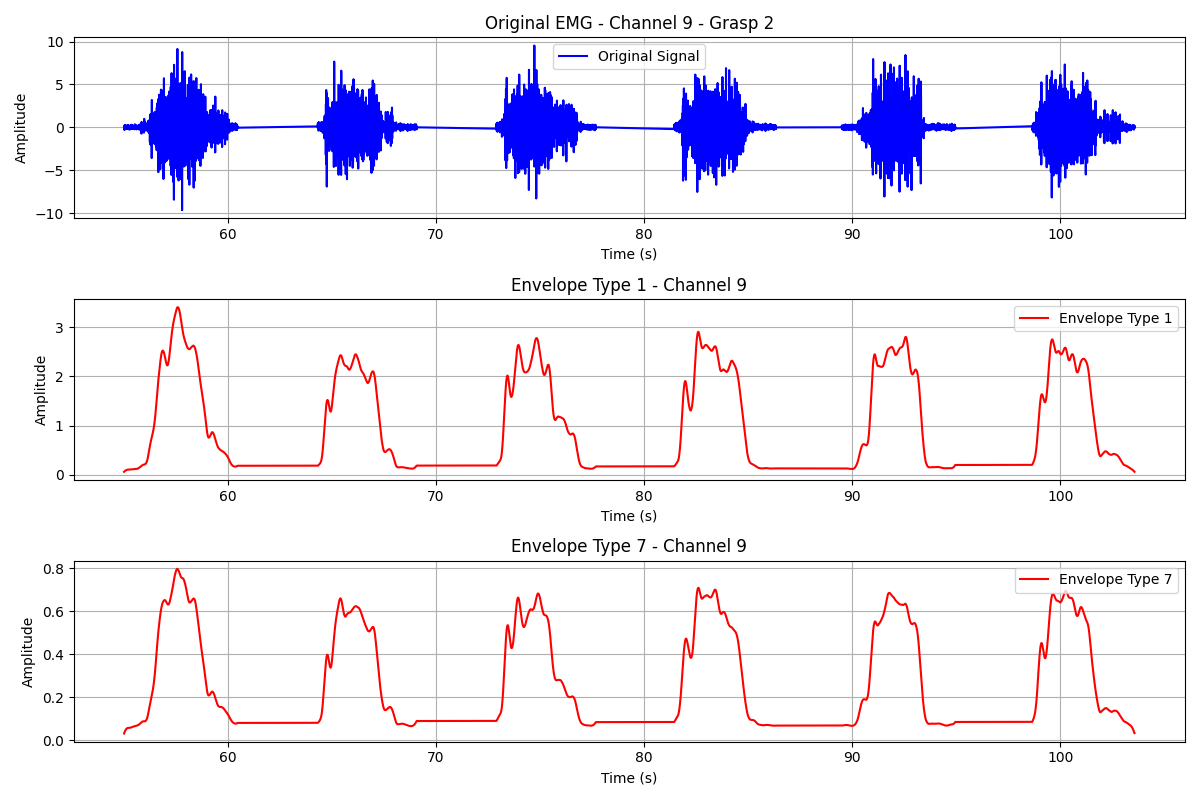 Original EMG - Channel 9 - Grasp 2
10
5
0
−5
−10
Amplitude
Original Signal
60
70
80
90
100
Time (s)
Envelope Type 1 - Channel 9
3
2
1
0
Amplitude
Envelope Type 1
60
70
80
90
100
Time (s)
Envelope Type 7 - Channel 9
0.8
0.6
0.4
0.2
0.0
Amplitude
Envelope Type 7
60
70
80
90
100
Time (s)